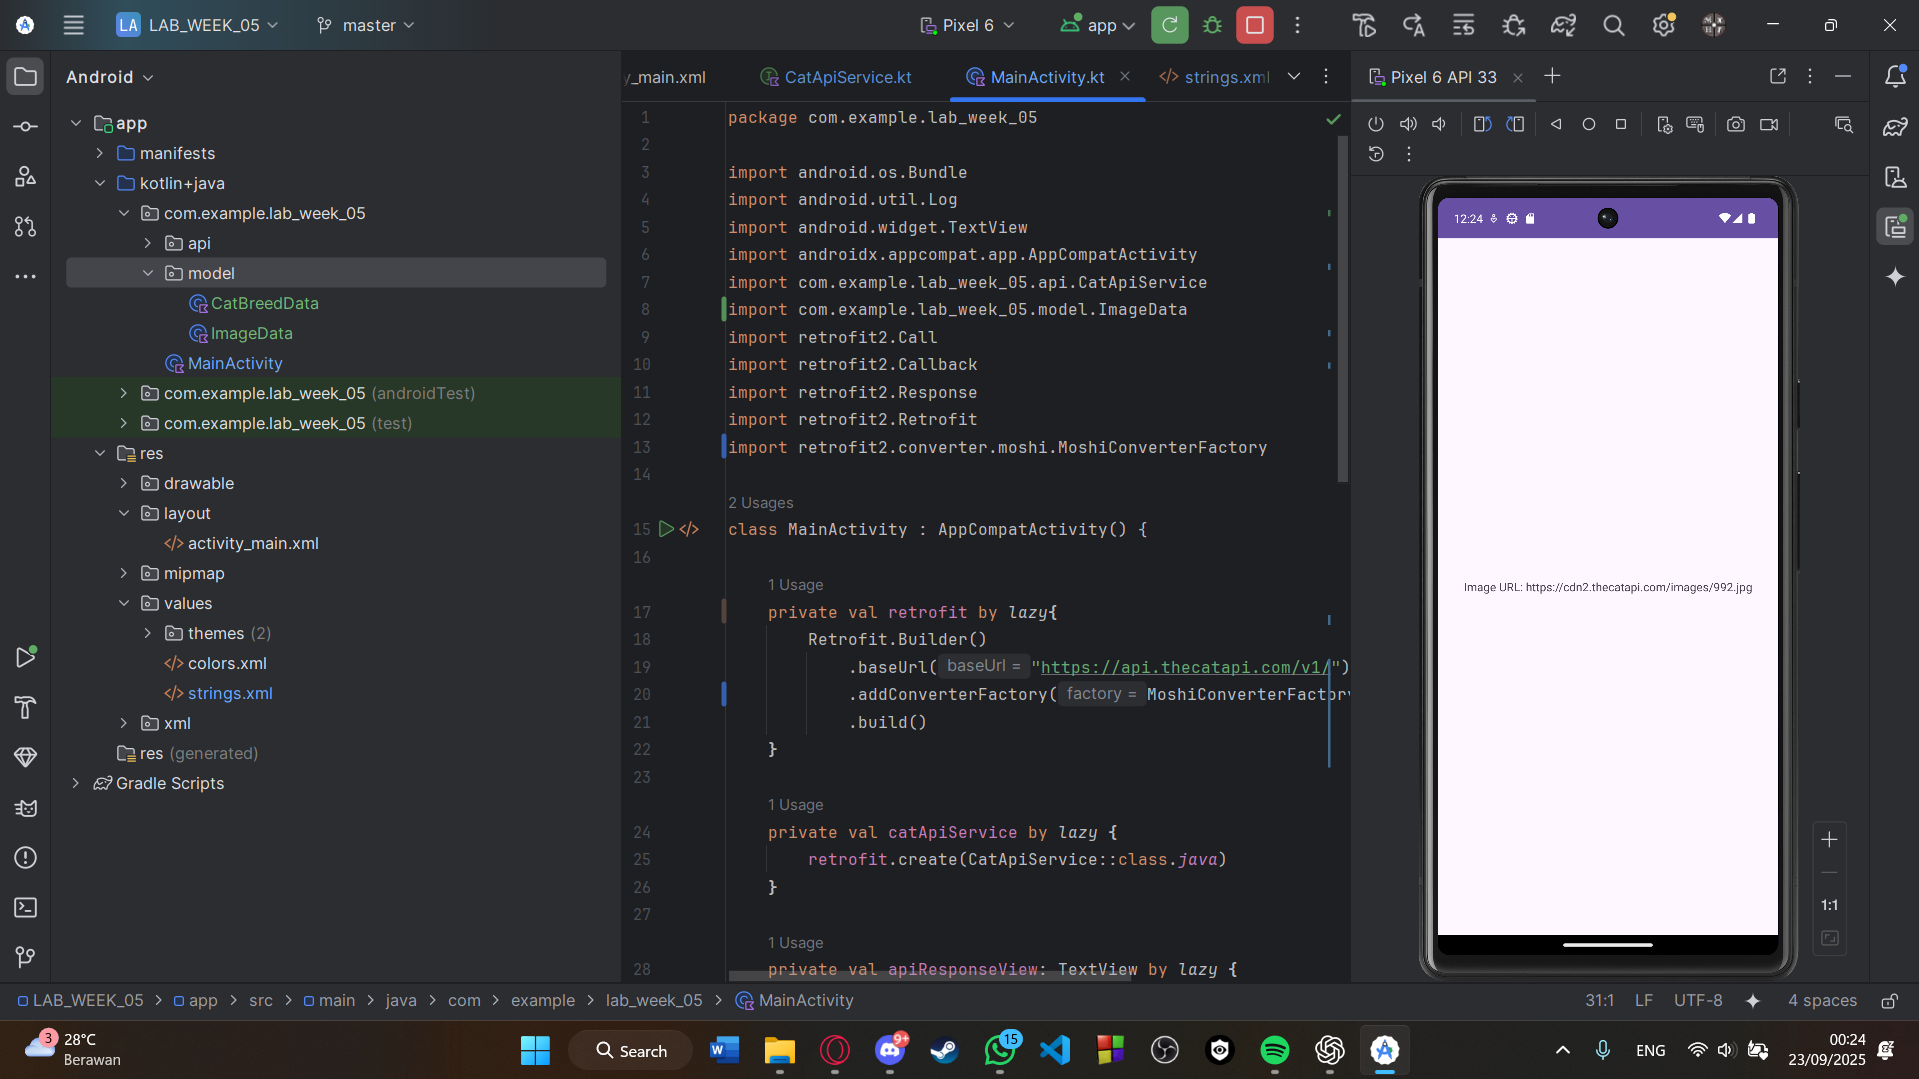 LA LAB_WEEK_05
master
Pixel 6
app
Android
app
manifests
kotlin+java
com.example.lab_week_05
api
model
CatBreedData
ImageData
MainActivity
com.example.lab_week_05 (androidTest)
com.example.lab_week_05 (test)
res
drawable
layout
activity_main.xml
mipmap
values
themes (2)
colors.xml
strings.xml
xml
res (generated)
Gradle Scripts
y_main.xml
CatApiService.kt
MainActivity.kt
strings.xml
1 package com.example.lab_week_05
2
3 import android.os.Bundle
4 import android.util.Log
5 import android.widget.TextView
6 import androidx.appcompat.app.AppCompatActivity
7 import com.example.lab_week_05.api.CatApiService
8 import com.example.lab_week_05.model.ImageData
9 import retrofit2.Call
10 import retrofit2.Callback
11 import retrofit2.Response
12 import retrofit2.Retrofit
13 import retrofit2.converter.moshi.MoshiConverterFactory
14
2 Usages
15 class MainActivity : AppCompatActivity() {
16
1 Usage
17 private val retrofit by lazy{
18 Retrofit.Builder()
19 .baseUrl( baseUrl = "https://api.thecatapi.com/v1/")
20 .addConverterFactory( factory = MoshiConverterFactory
21 .build()
22 }
23
1 Usage
24 private val catApiService by lazy {
25 retrofit.create(CatApiService::class.java)
26 }
27
1 Usage
28 private val apiResponseView: TextView by lazy {
Pixel 6 API 33
12:24
Image URL: https://cdn2.thecatapi.com/images/992.jpg
1:1
LAB_WEEK_05 > app > src > main > java > com > example > lab_week_05 > MainActivity
31:1 LF UTF-8 4 spaces
3
28°C
Berawan
Search
9+
15
ENG
00:24
23/09/2025